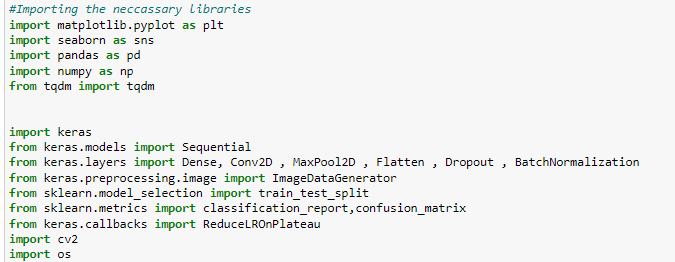 #Importing the neccassary libraries
import matplotlib.pyplot as plt
import seaborn as sns
import pandas as pd
import numpy as np
from tqdm import tqdm
import keras
from keras.models import Sequential
from keras.layers import Dense, Conv2D , MaxPool2D , Flatten , Dropout , BatchNormalization
from keras.preprocessing.image import ImageDataGenerator
from sklearn.model_selection import train_test_split
from sklearn.metrics import classification_report,confusion_matrix
from keras.callbacks import ReduceLROnPlateau
import cv2
import os